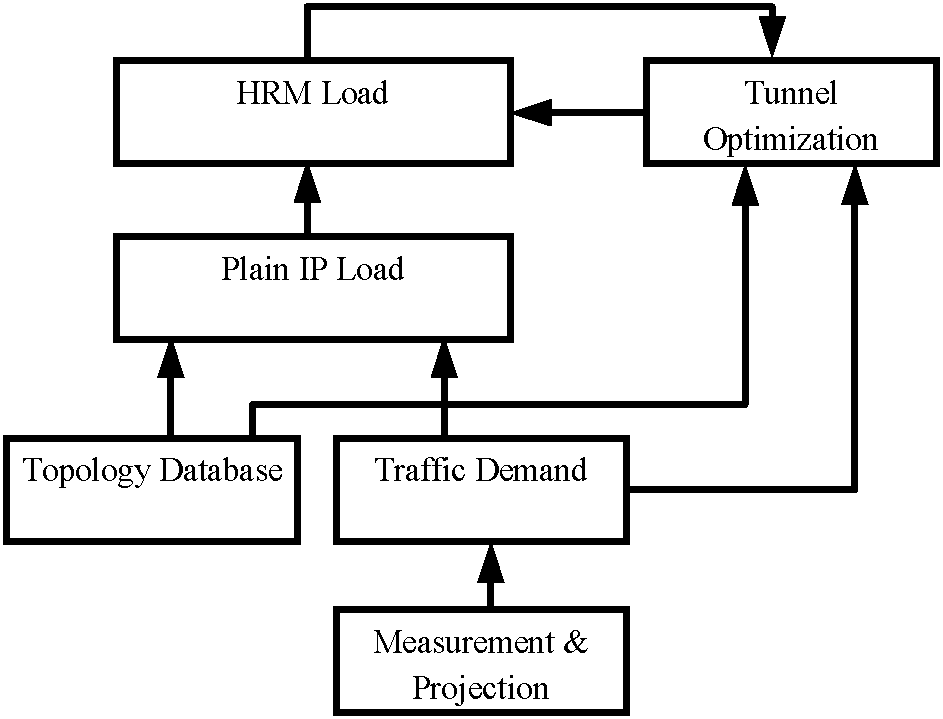 HRM Load
Tunnel
Optimization
Plain IP Load
Topology Database
Traffic Demand
Measurement &
Projection